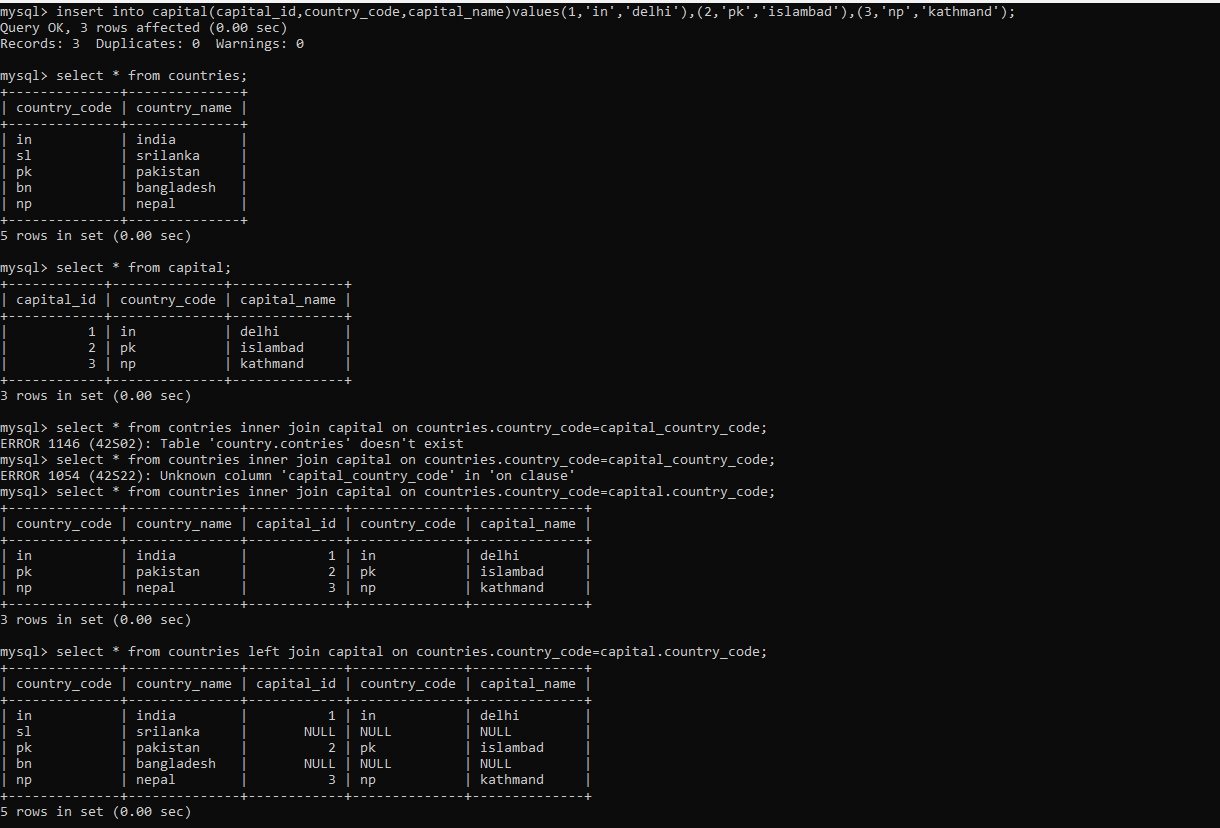 mysql> insert into capital(capital_id,country_code,capital_name)values(1,'in','delhi'),(2,'pk','islambad'),(3,'np','kathmand');
Query OK, 3 rows affected (0.00 sec)
Records: 3  Duplicates: 0  Warnings: 0

mysql> select * from countries;
+--------------+--------------+
| country_code | country_name |
+--------------+--------------+
| in           | india        |
| sl           | srilanka     |
| pk           | pakistan     |
| bn           | bangladesh   |
| np           | nepal        |
+--------------+--------------+
5 rows in set (0.00 sec)

mysql> select * from capital;
+------------+--------------+--------------+
| capital_id | country_code | capital_name |
+------------+--------------+--------------+
|          1 | in           | delhi        |
|          2 | pk           | islambad     |
|          3 | np           | kathmand     |
+------------+--------------+--------------+
3 rows in set (0.00 sec)

mysql> select * from contries inner join capital on countries.country_code=capital_country_code;
ERROR 1146 (42S02): Table 'country.contries' doesn't exist
mysql> select * from countries inner join capital on countries.country_code=capital_country_code;
ERROR 1054 (42S22): Unknown column 'capital_country_code' in 'on clause'
mysql> select * from countries inner join capital on countries.country_code=capital.country_code;
+--------------+--------------+------------+--------------+--------------+
| country_code | country_name | capital_id | country_code | capital_name |
+--------------+--------------+------------+--------------+--------------+
| in           | india        |          1 | in           | delhi        |
| pk           | pakistan     |          2 | pk           | islambad     |
| np           | nepal        |          3 | np           | kathmand     |
+--------------+--------------+------------+--------------+--------------+
3 rows in set (0.00 sec)

mysql> select * from countries left join capital on countries.country_code=capital.country_code;
+--------------+--------------+------------+--------------+--------------+
| country_code | country_name | capital_id | country_code | capital_name |
+--------------+--------------+------------+--------------+--------------+
| in           | india        |          1 | in           | delhi        |
| sl           | srilanka     |       NULL | NULL         | NULL         |
| pk           | pakistan     |          2 | pk           | islambad     |
| bn           | bangladesh   |       NULL | NULL         | NULL         |
| np           | nepal        |          3 | np           | kathmand     |
+--------------+--------------+------------+--------------+--------------+
5 rows in set (0.00 sec)